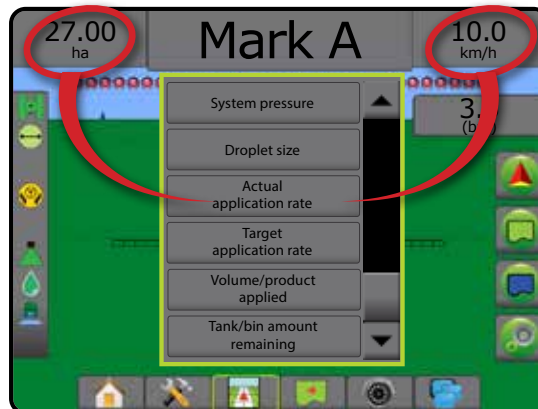 27.00
ha
Mark A
10.0
km/h
System pressure
Droplet size
Actual
application rate
Target
application rate
Volume/product
applied
Tank/bin amount
remaining
3.